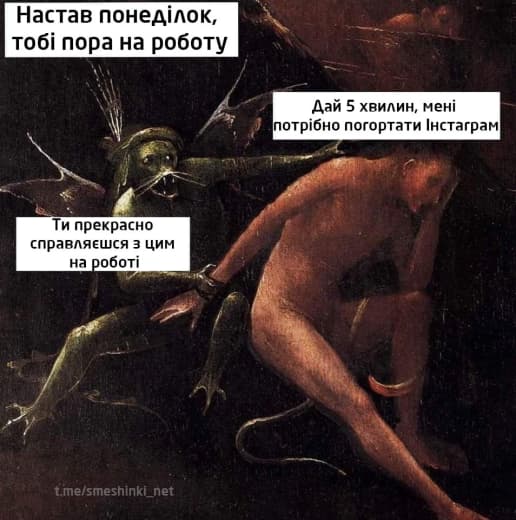 Настав понеділок,
тобі пора на роботу
Дай 5 хвилин, мені
потрібно погортати Інстаграм
Ти прекрасно
справляєшся з цим
на роботі
t.me/smeshinki_net